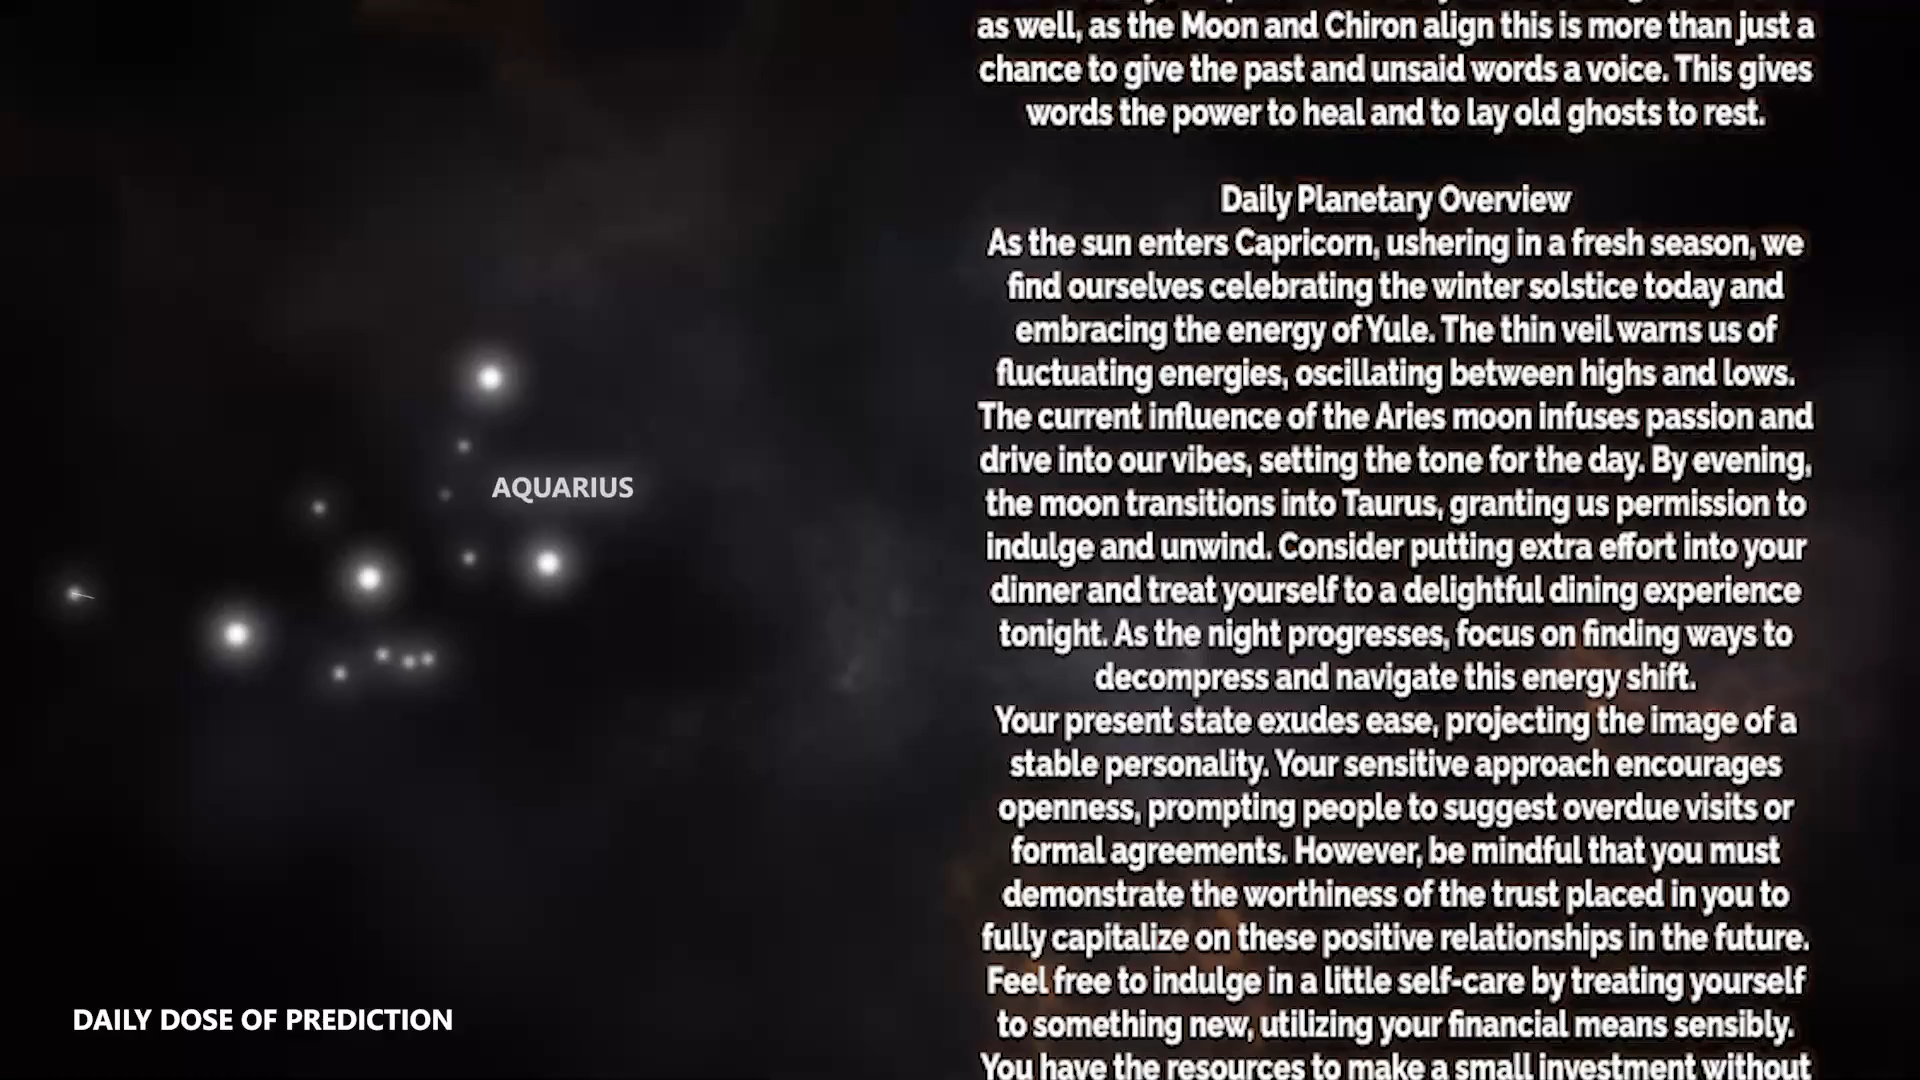 as well, as the Moon and Chiron align this is more than just a
chance to give the past and unsaid words a voice. This gives
words the power to heal and to lay old ghosts to rest.
Daily Planetary Overview
As the sun enters Capricorn, ushering in a fresh season, we
find ourselves celebrating the winter solstice today and
embracing the energy of Yule. The thin veil warns us of
fluctuating energies, oscillating between highs and lows.
The current influence of the Aries moon infuses passion and
drive into our vibes, setting the tone for the day. By evening,
the moon transitions into Taurus, granting us permission to
indulge and unwind. Consider putting extra effort into your
dinner and treat yourself to a delightful dining experience
tonight. As the night progresses, focus on finding ways to
decompress and navigate this energy shift.
Your present state exudes ease, projecting the image of a
stable personality. Your sensitive approach encourages
openness, prompting people to suggest overdue visits or
formal agreements. However, be mindful that you must
demonstrate the worthiness of the trust placed in you to
fully capitalize on these positive relationships in the future.
Feel free to indulge in a little self-care by treating yourself
to something new, utilizing your financial means sensibly.
You have the resources to make a small investment without
AQUARIUS
DAILY DOSE OF PREDICTION